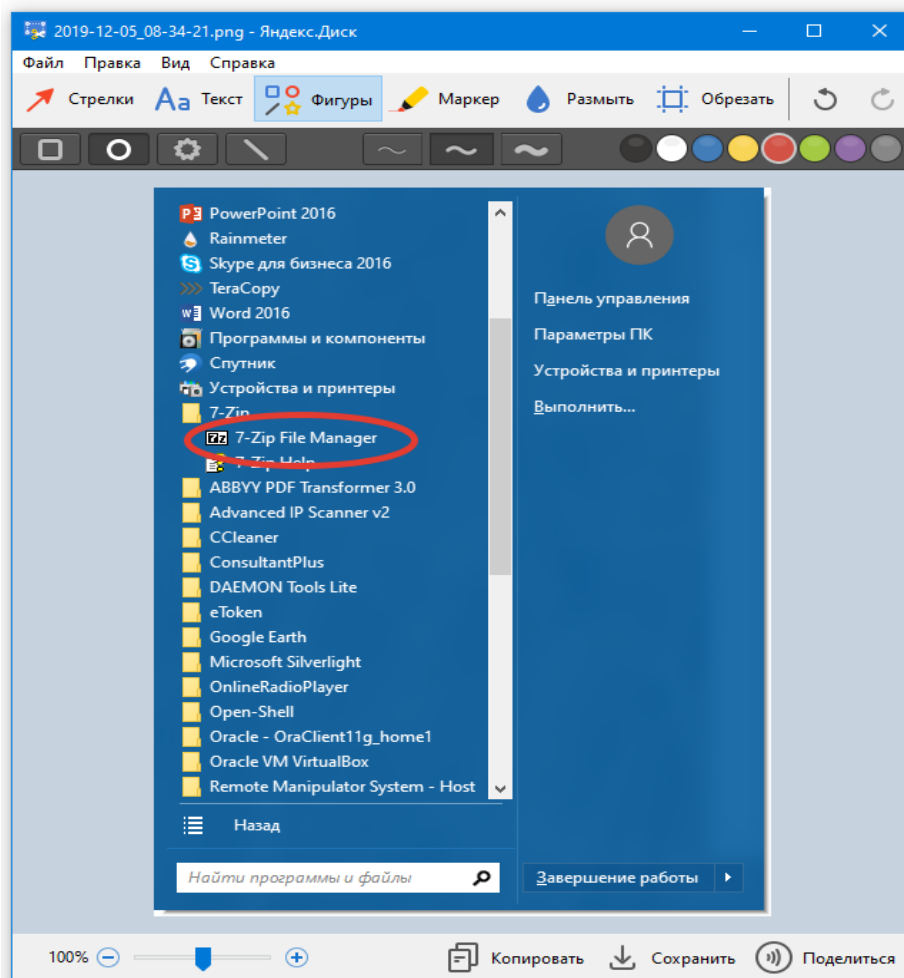 2019-12-05_08-34-21.png - Яндекс.Диск
Файл Правка Вид Справка
Стрелки Aa Текст Фигуры Маркер Размыть Обрезать
PowerPoint 2016
Rainmeter
Skype для бизнеса 2016
TeraCopy
Word 2016
Программы и компоненты
Спутник
Устройства и принтеры
7-Zip
7-Zip File Manager
7-Zip Help
ABBYY PDF Transformer 3.0
Advanced IP Scanner v2
CCleaner
ConsultantPlus
DAEMON Tools Lite
eToken
Google Earth
Microsoft Silverlight
OnlineRadioPlayer
Open-Shell
Oracle - OraClient11g_home1
Oracle VM VirtualBox
Remote Manipulator System - Host
Назад
Найти программы и файлы
Панель управления
Параметры ПК
Устройства и принтеры
Выполнить...
Завершение работы
100% Копировать Сохранить Поделиться